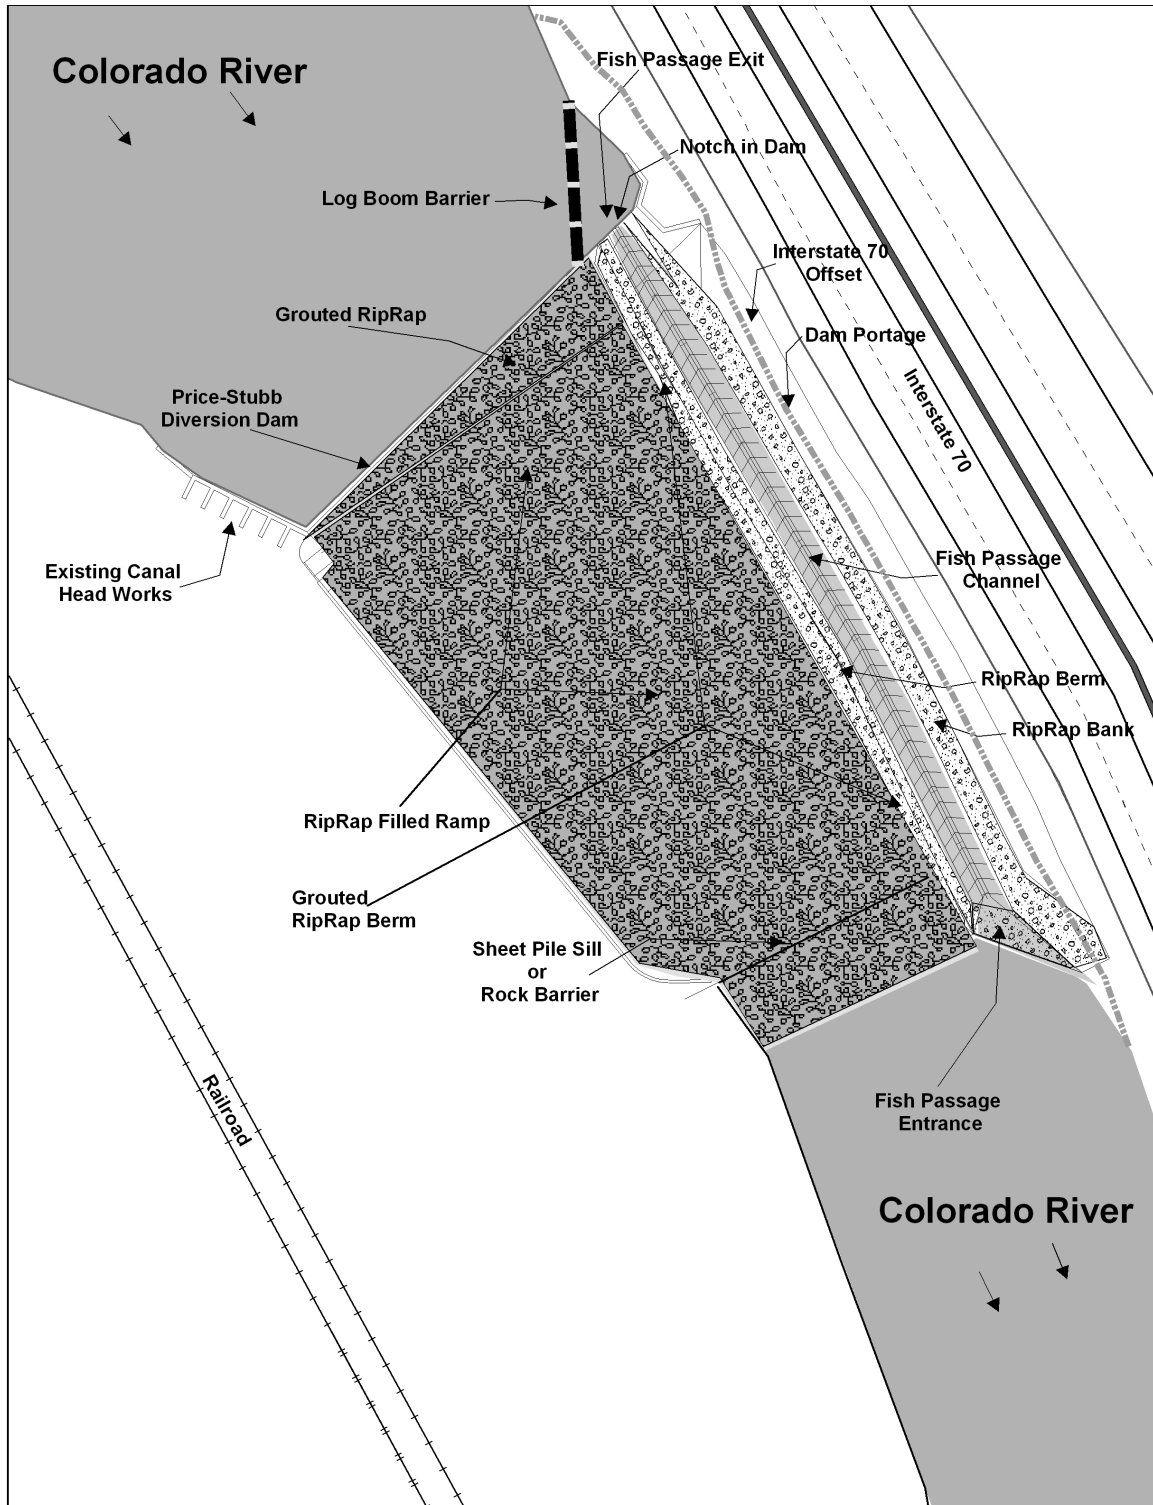 Colorado River
Fish Passage Exit
Notch in Dam
Log Boom Barrier
Interstate 70
Offset
Grouted RipRap
Dam Portage
Interstate 70
Price-Stubb
Diversion Dam
Existing Canal
Head Works
Fish Passage
Channel
RipRap Berm
RipRap Bank
RipRap Filled Ramp
Grouted
RipRap Berm
Sheet Pile Sill
or
Rock Barrier
Railroad
Fish Passage
Entrance
Colorado River